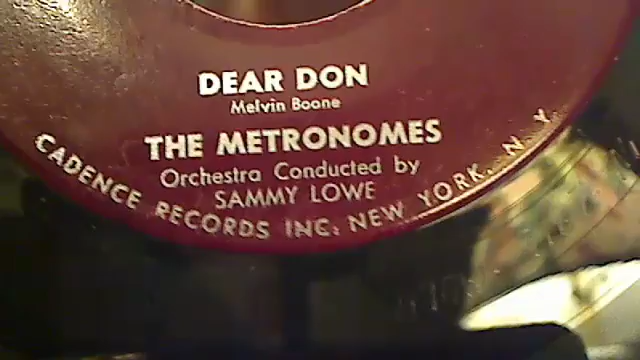 DEAR DON
Melvin Boone
THE METRONOMES
Orchestra Conducted by
SAMMY LOWE
CADENCE RECORDS INC. NEW YORK, N. Y.